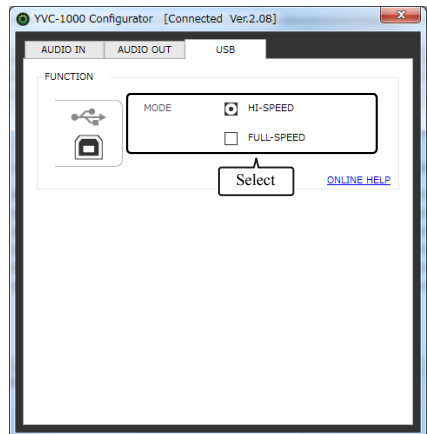 YVC-1000 Configurator [Connected Ver.2.08]
x
AUDIO IN AUDIO OUT USB
FUNCTION
MODE HI-SPEED
FULL-SPEED
Select
ONLINE HELP